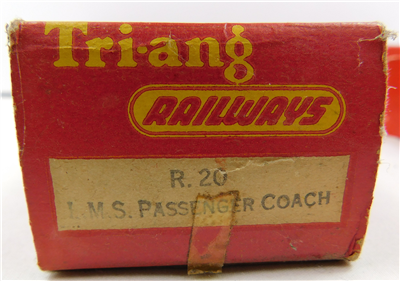 Tri-ang
RAILWAYS
R. 20
L.M.S. PASSENGER COACH